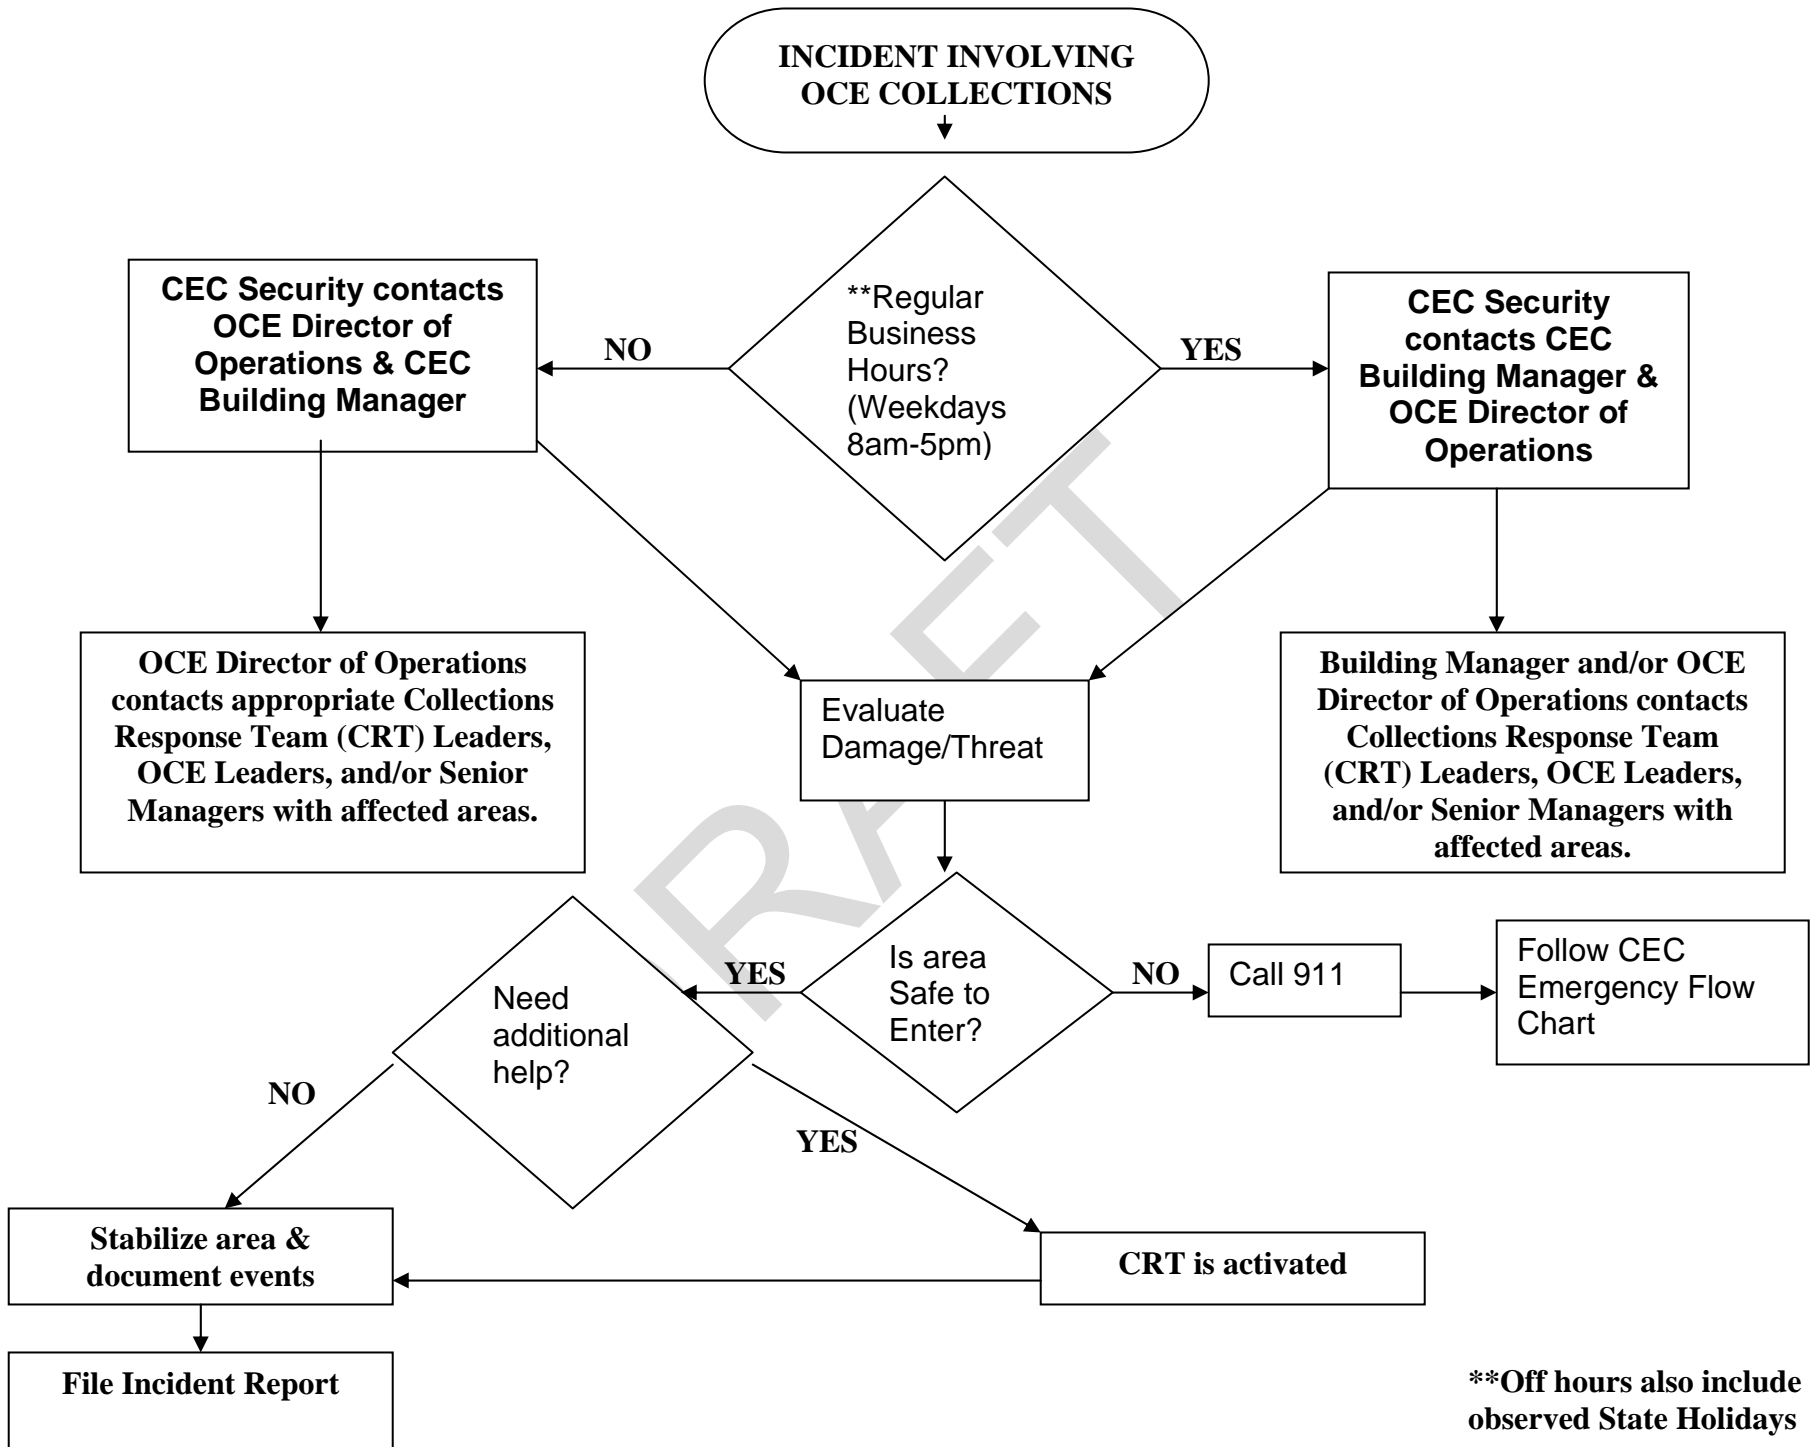 INCIDENT INVOLVING
OCE COLLECTIONS
CEC Security contacts
OCE Director of
Operations & CEC
Building Manager
NO
**Regular
Business
Hours?
(Weekdays
8am-5pm)
YES
CEC Security
contacts CEC
Building Manager &
OCE Director of
Operations
OCE Director of Operations
contacts appropriate Collections
Response Team (CRT) Leaders,
OCE Leaders, and/or Senior
Managers with affected areas.
Evaluate
Damage/Threat
Building Manager and/or OCE
Director of Operations contacts
Collections Response Team
(CRT) Leaders, OCE Leaders,
and/or Senior Managers with
affected areas.
RAFT
Need
additional
help?
YES
Is area
Safe to
Enter?
NO
Call 911
Follow CEC
Emergency Flow
Chart
NO
YES
Stabilize area &
document events
CRT is activated
File Incident Report
**Off hours also include
observed State Holidays